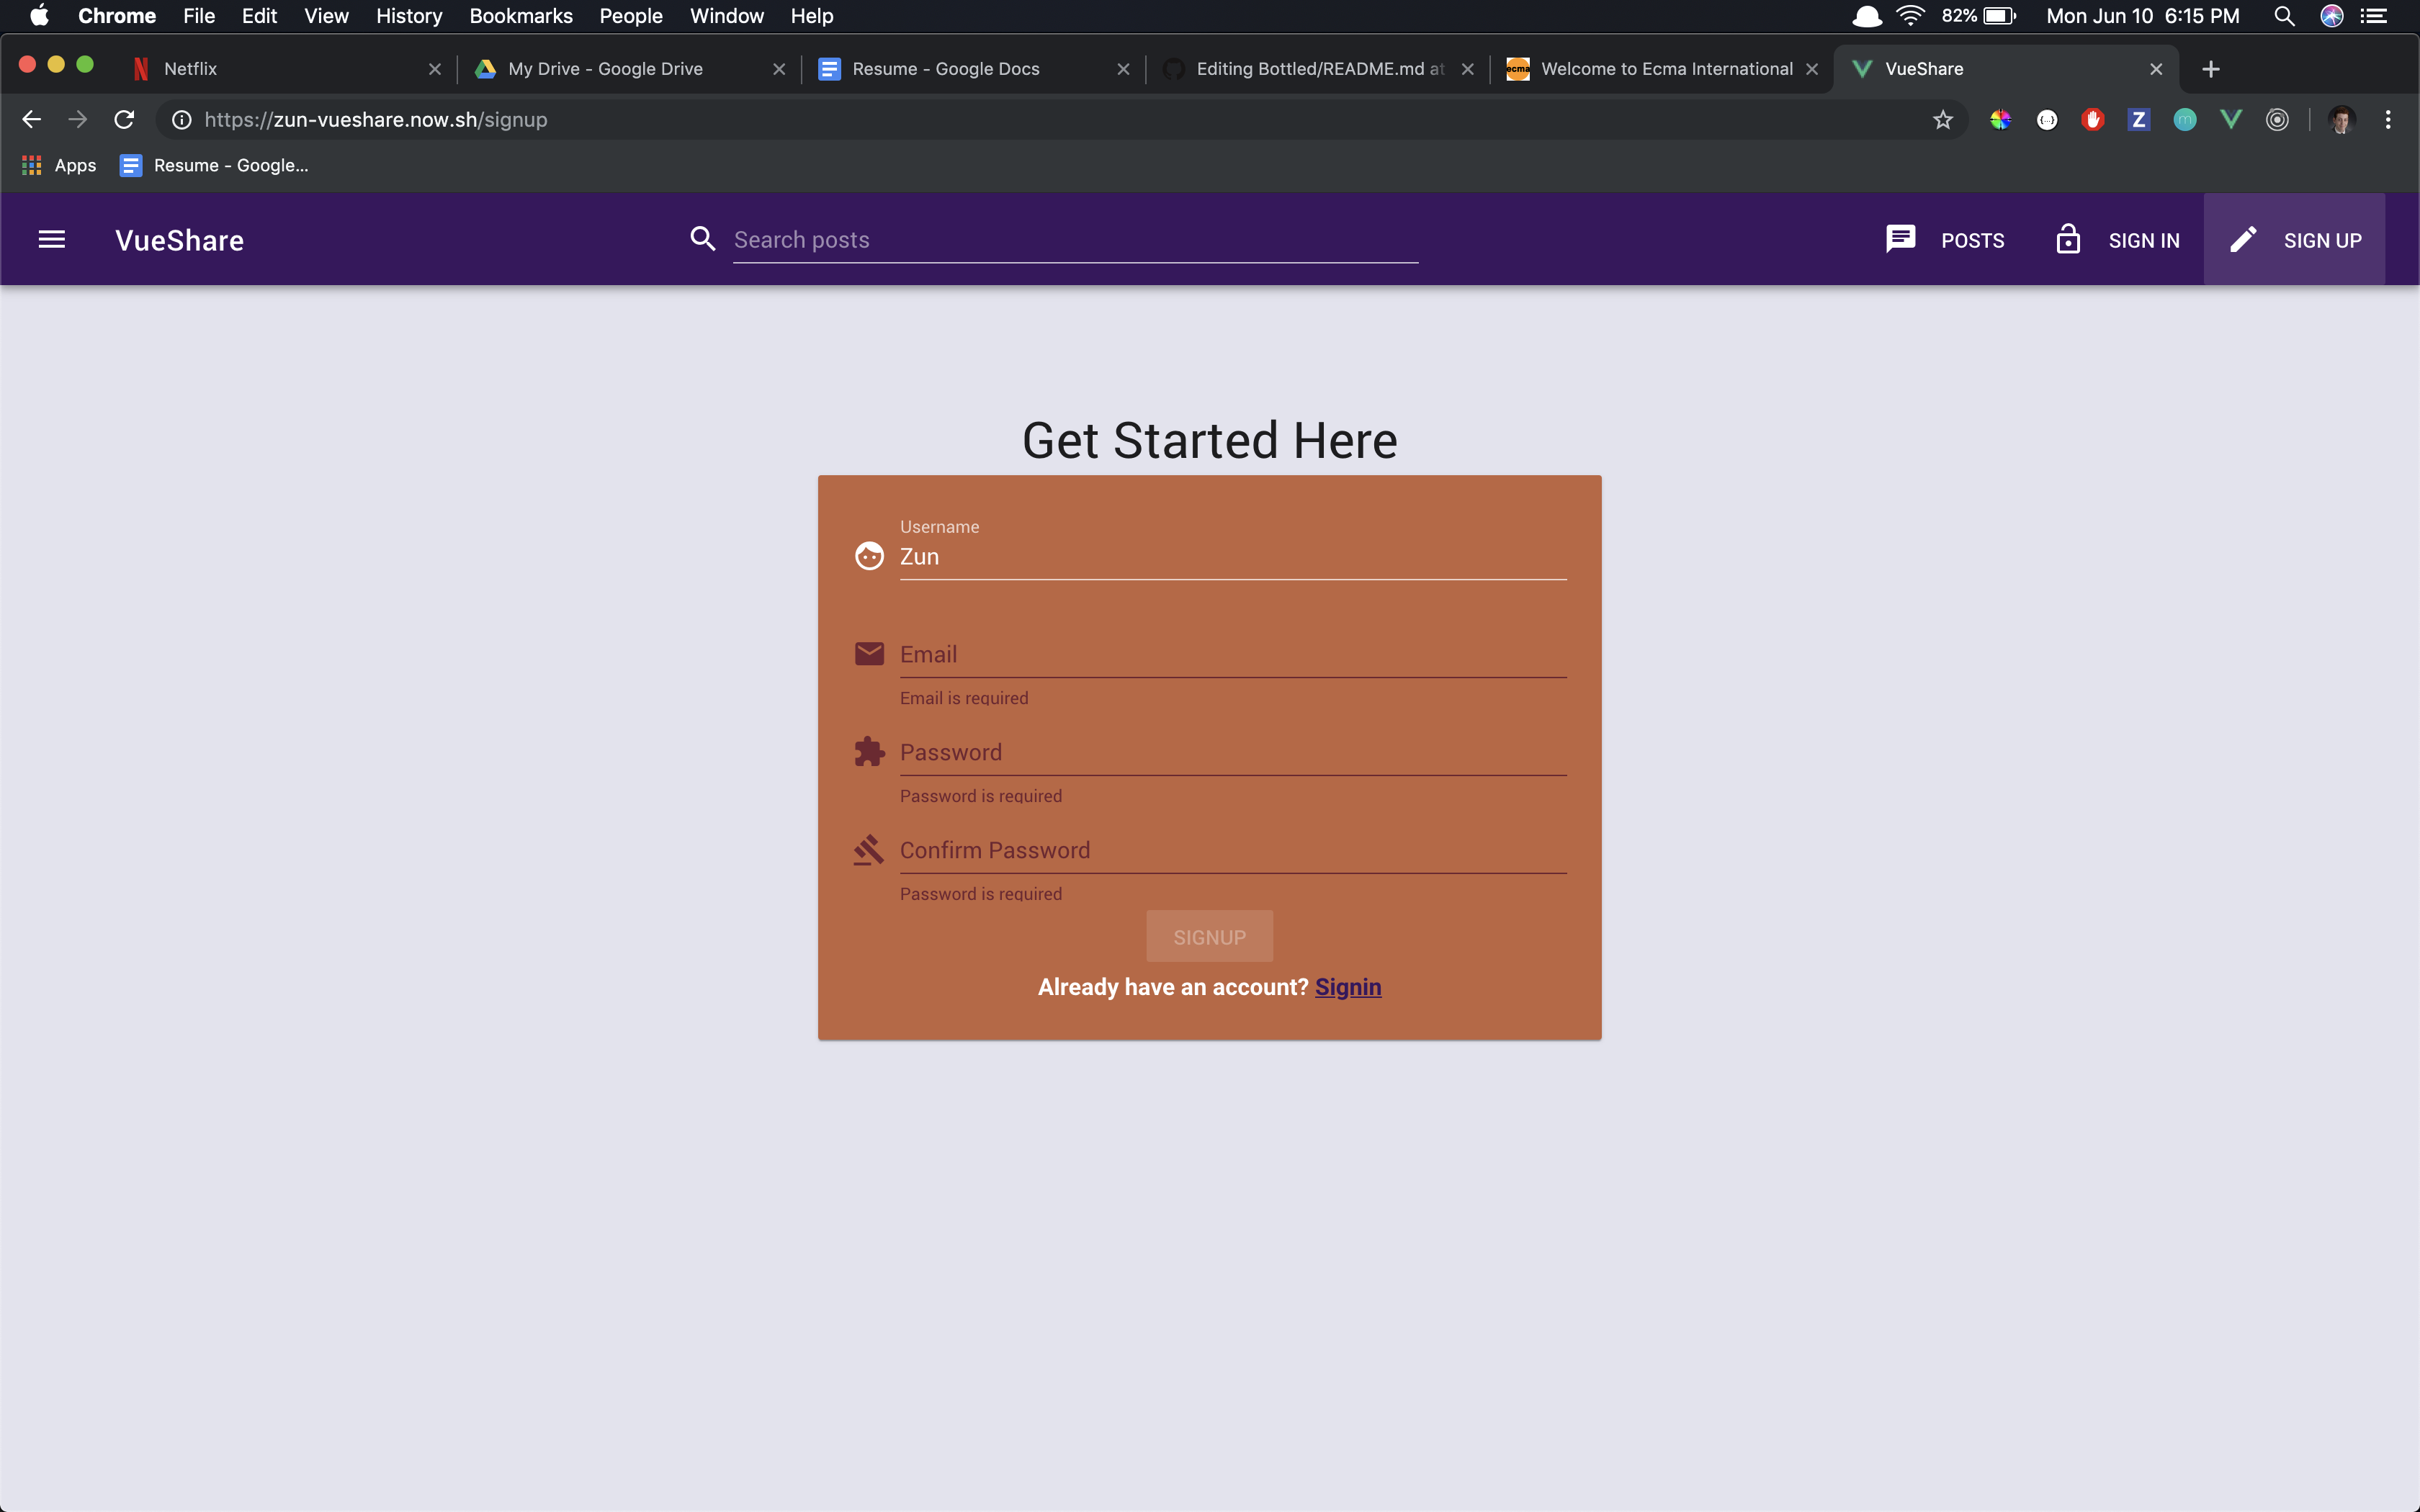 Chrome File Edit View History Bookmarks People Window Help 82% Mon Jun 10 6:15 PM
Netflix My Drive - Google Drive Resume - Google Docs Editing Bottled/README.md at Welcome to Ecma International VueShare
https://zun-vueshare.now.sh/signup
Apps Resume - Google...
VueShare Search posts POSTS SIGN IN SIGN UP
Get Started Here
Username
Zun
Email
Email is required
Password
Password is required
Confirm Password
Password is required
SIGNUP
Already have an account? Signin